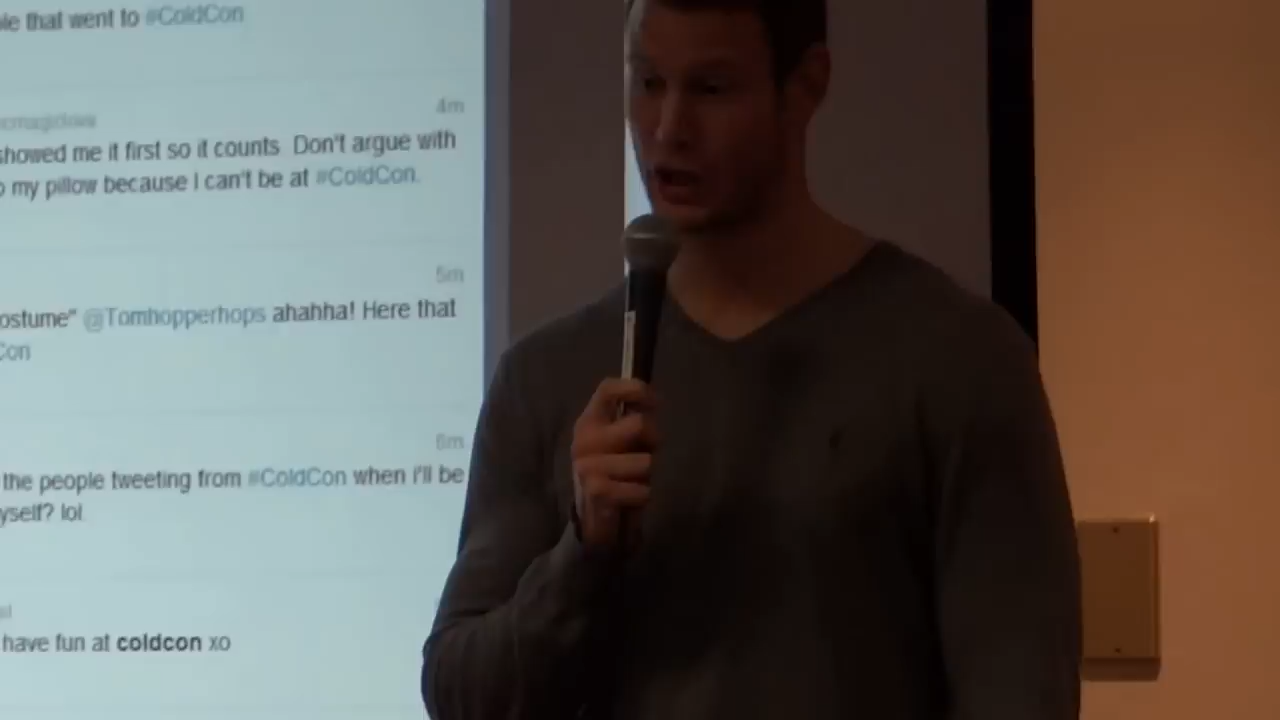 that went to #ColdCon
4m
showed me it first so it counts. Don't argue with
my pillow because I can't be at #ColdCon.
5m
ostume" @Tomhopperhops ahahha! Here that
Con
6m
the people tweeting from #ColdCon when i'll be
yself? lol.
have fun at coldcon xo